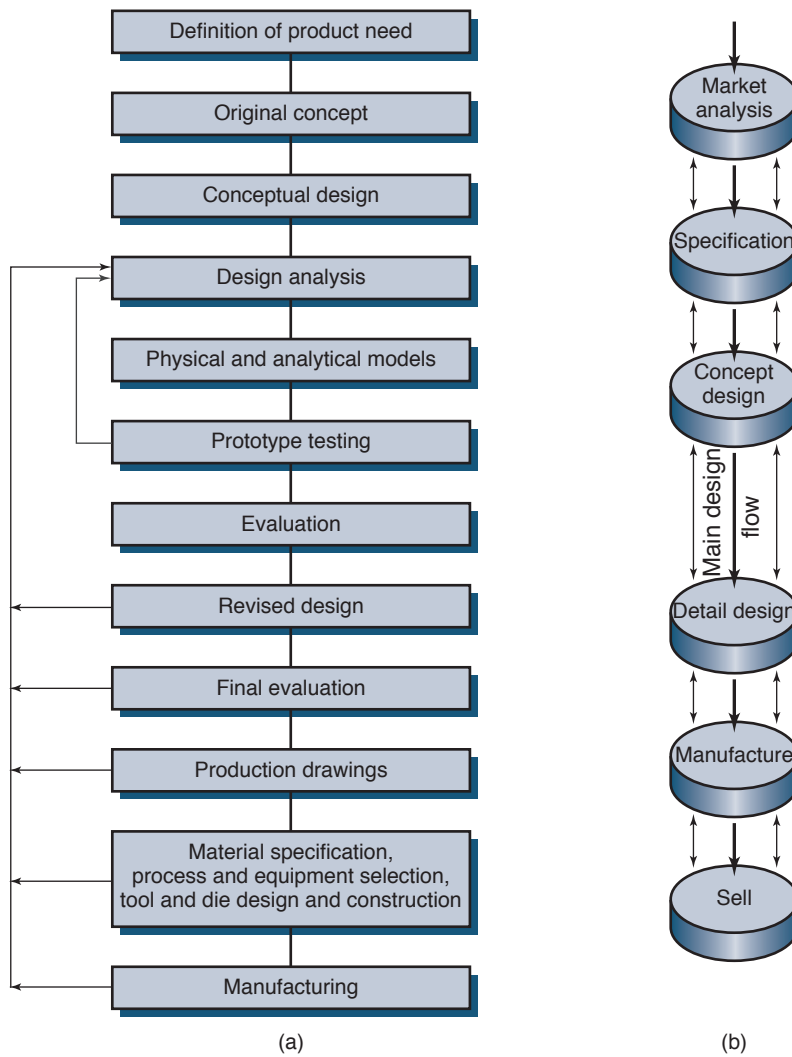 Definition of product need
Original concept
Conceptual design
Design analysis
Physical and analytical models
Prototype testing
Evaluation
Revised design
Final evaluation
Production drawings
Material specification,
process and equipment selection,
tool and die design and construction
Manufacturing
(a)
Market
analysis
Specification
Concept
design
Main design
flow
Detail design
Manufacture
Sell
(b)